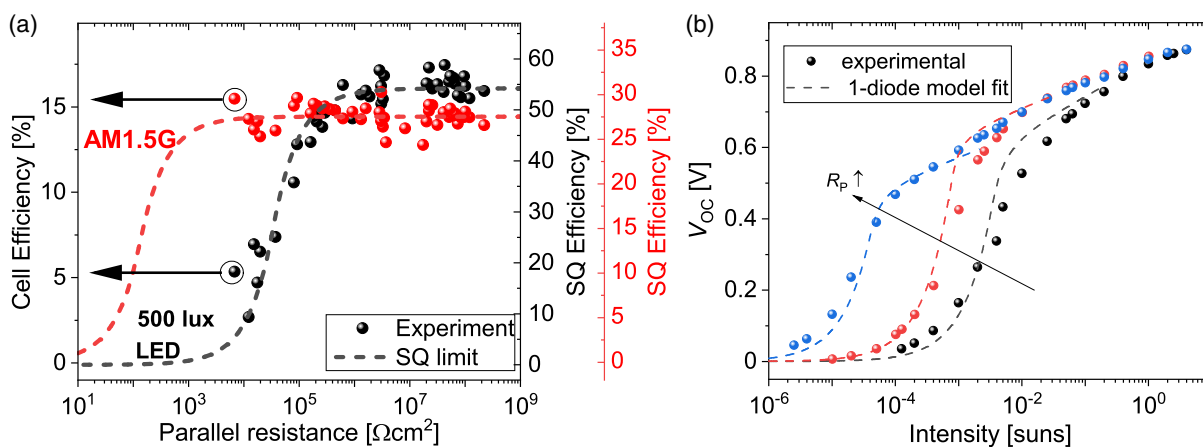 (a)
Cell Efficiency [%]
15
10
5
0
AM1.5G
500 lux
LED
Experiment
SQ limit
10^1 10^3 10^5 10^7 10^9
Parallel resistance [Ωcm²]
60
50
40
30
20
10
0
SQ Efficiency [%]
35
30
25
20
15
10
5
0
SQ Efficiency [%]
(b)
V_OC [V]
0.8
0.6
0.4
0.2
0
experimental
1-diode model fit
R_P ↑
10^-6 10^-4 10^-2 10^0
Intensity [suns]